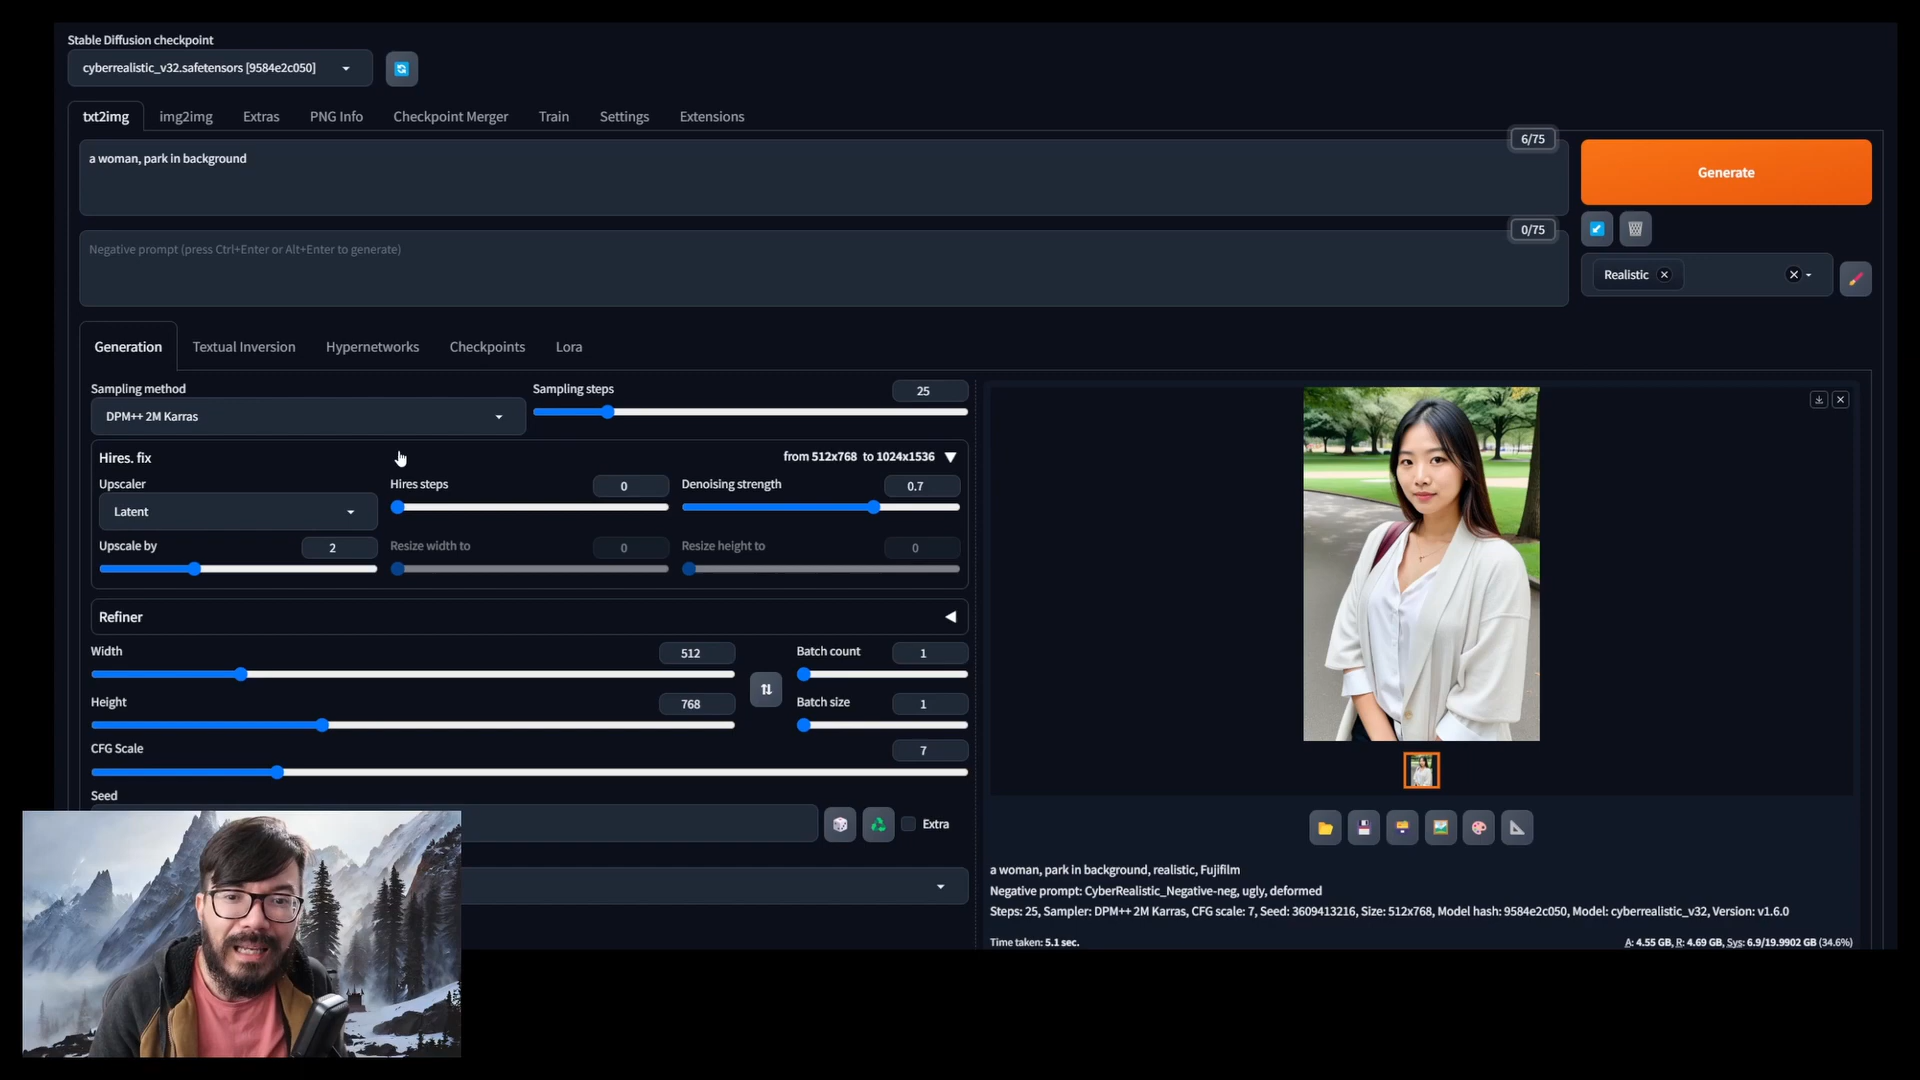 Stable Diffusion checkpoint
cyberrealistic_v32.safetensors [9584e2c050]
txt2img
img2img
Extras
PNG Info
Checkpoint Merger
Train
Settings
Extensions
6/75
a woman, park in background
Generate
0/75
Negative prompt (press Ctrl+Enter or Alt+Enter to generate)
Realistic
Generation
Textual Inversion
Hypernetworks
Checkpoints
Lora
Sampling method
DPM++ 2M Karras
Sampling steps
25
Hires. fix
from 512x768 to 1024x1536
Upscaler
Latent
Hires steps
0
Denoising strength
0.7
Upscale by
2
Resize width to
0
Resize height to
0
Refiner
Width
512
Batch count
1
Height
768
Batch size
1
CFG Scale
7
Seed
Extra
a woman, park in background, realistic, Fujifilm
Negative prompt: CyberRealistic_Negative-neg, ugly, deformed
Steps: 25, Sampler: DPM++ 2M Karras, CFG scale: 7, Seed: 3609413216, Size: 512x768, Model hash: 9584e2c050, Model: cyberrealistic_v32, Version: v1.6.0
Time taken: 5.1 sec.
A: 4.55 GB, R: 4.69 GB, Sys: 6.9/19.9902 GB (34.6%)